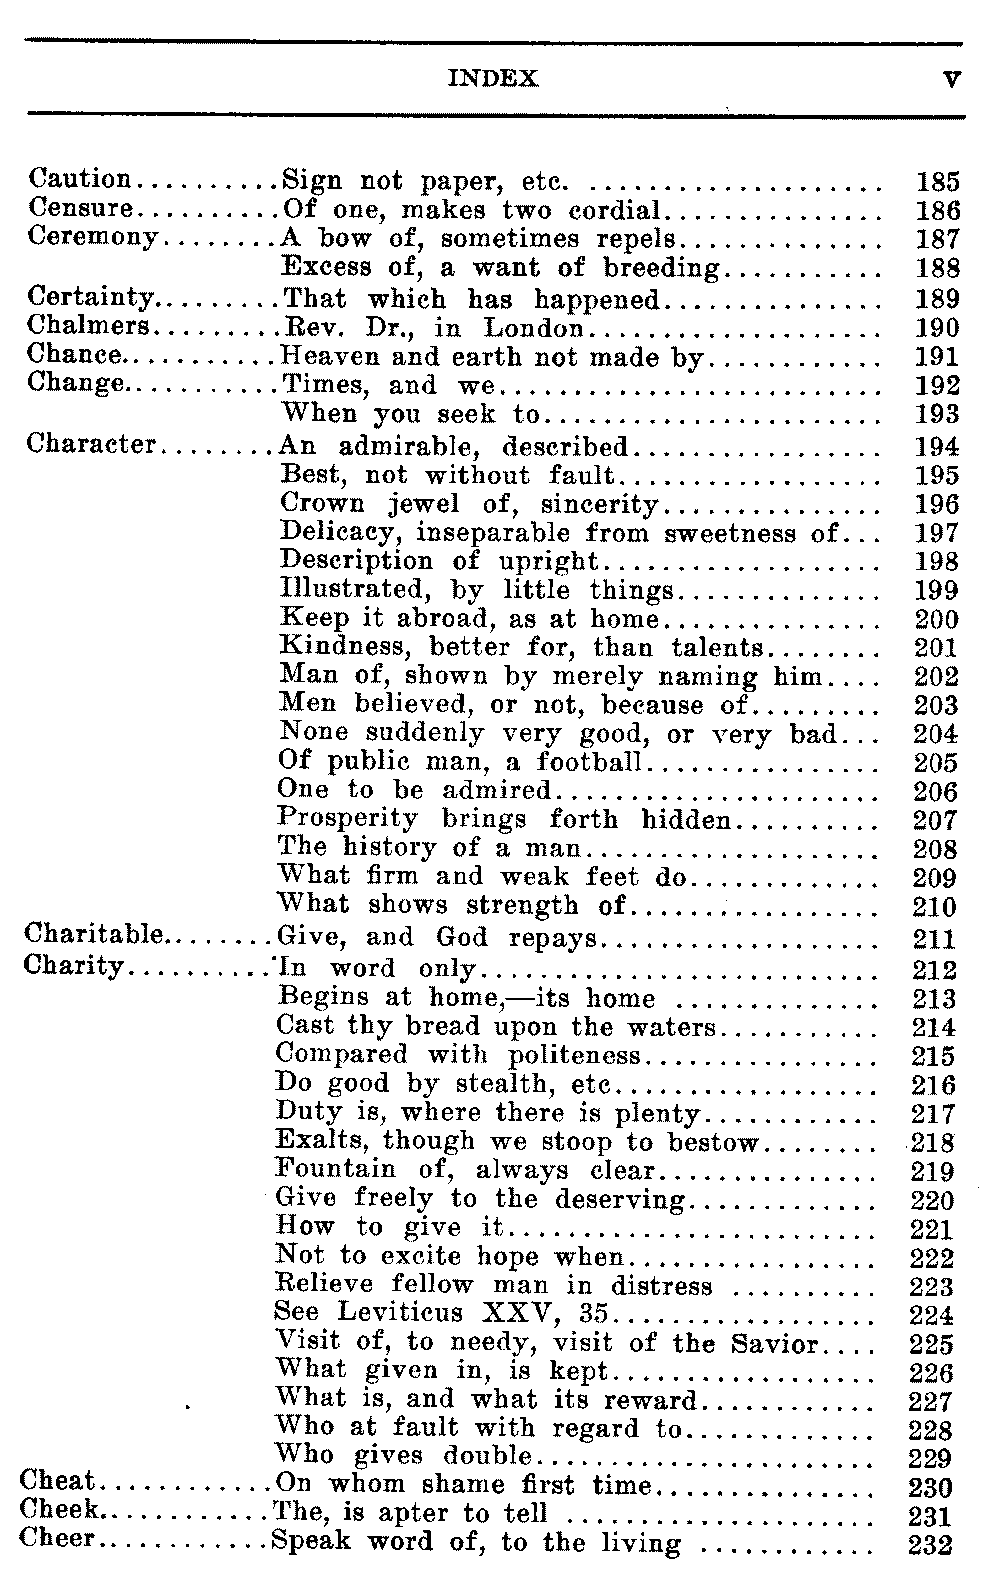 INDEX V
Caution..........Sign not paper, etc. .................... 185
Censure..........Of one, makes two cordial............... 186
Ceremony........A bow of, sometimes repels.............. 187
Excess of, a want of breeding........... 188
Certainty.........That which has happened............... 189
Chalmers.........Rev. Dr., in London.................... 190
Chance...........Heaven and earth not made by............ 191
Change...........Times, and we.......................... 192
When you seek to....................... 193
Character........An admirable, described................. 194
Best, not without fault.................. 195
Crown jewel of, sincerity............... 196
Delicacy, inseparable from sweetness of... 197
Description of upright................... 198
Illustrated, by little things.............. 199
Keep it abroad, as at home............... 200
Kindness, better for, than talents........ 201
Man of, shown by merely naming him.... 202
Men believed, or not, because of......... 203
None suddenly very good, or very bad... 204
Of public man, a football................ 205
One to be admired...................... 206
Prosperity brings forth hidden.......... 207
The history of a man.................... 208
What firm and weak feet do............. 209
What shows strength of................. 210
Charitable........Give, and God repays................... 211
Charity..........In word only........................... 212
Begins at home,—its home .............. 213
Cast thy bread upon the waters........... 214
Compared with politeness................ 215
Do good by stealth, etc.................. 216
Duty is, where there is plenty............ 217
Exalts, though we stoop to bestow........ 218
Fountain of, always clear............... 219
Give freely to the deserving............. 220
How to give it......................... 221
Not to excite hope when................. 222
Relieve fellow man in distress .......... 223
See Leviticus XXV, 35.................. 224
Visit of, to needy, visit of the Savior.... 225
What given in, is kept.................. 226
What is, and what its reward............ 227
Who at fault with regard to............. 228
Who gives double...................... 229
Cheat............On whom shame first time............... 230
Cheek............The, is apter to tell ..................... 231
Cheer............Speak word of, to the living ............ 232